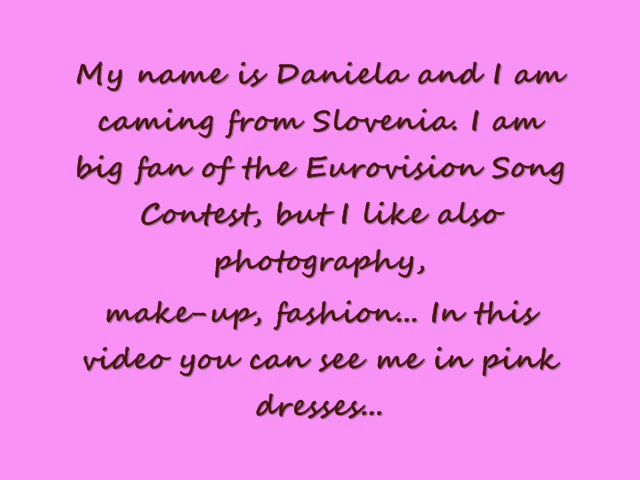 My name is Daniela and I am
caming from Slovenia. I am
big fan of the Eurovision Song
Contest, but I like also
photography,
make-up, fashion... In this
video you can see me in pink
dresses...